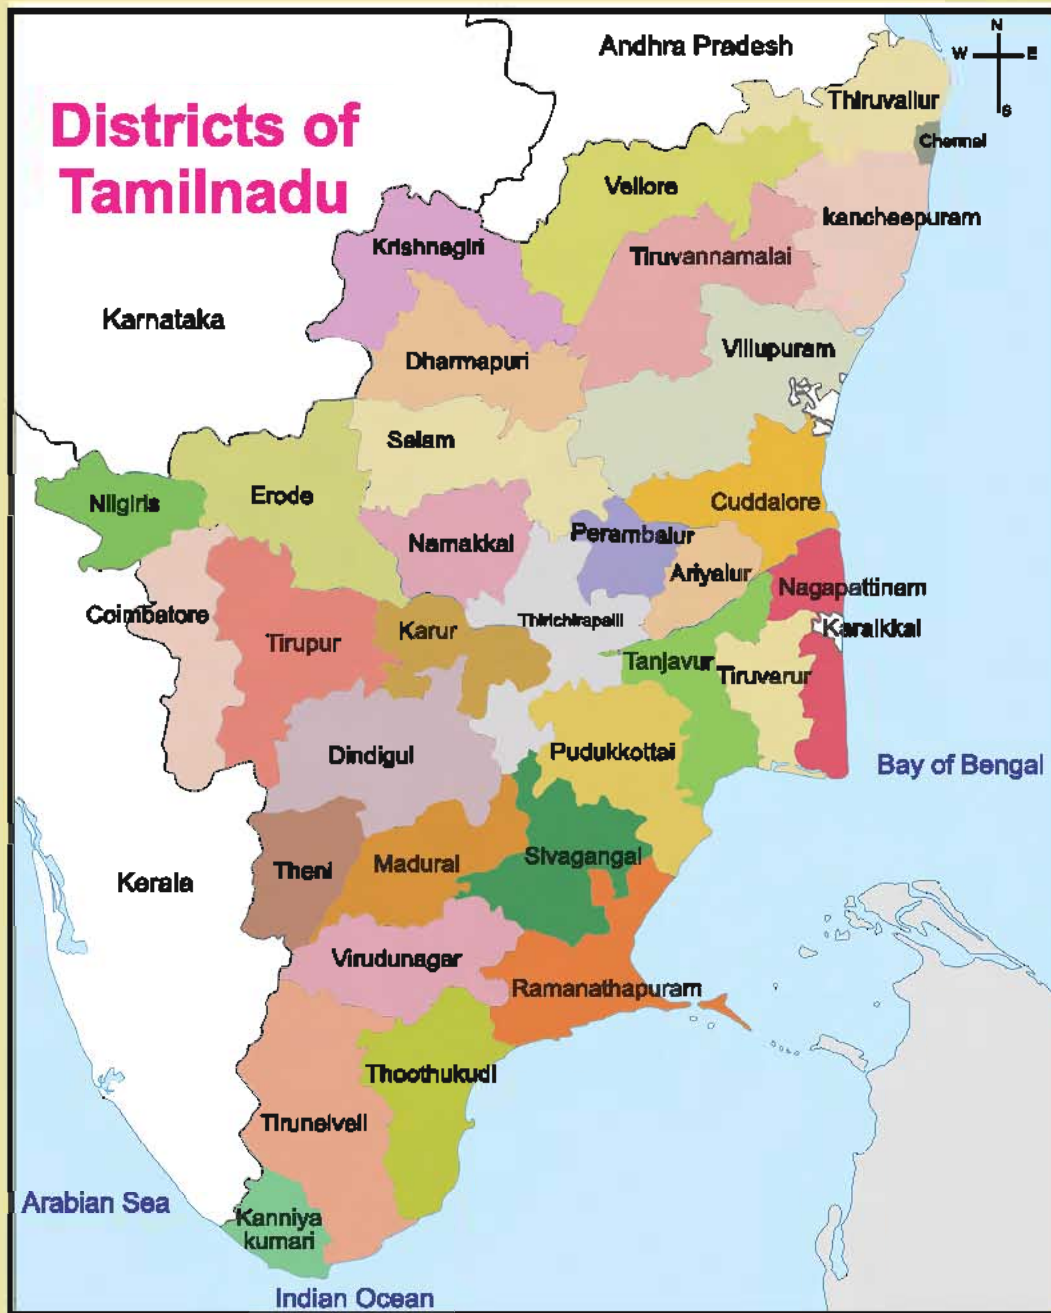 Andhra Pradesh
N
W
E
S
Thiruvallur
Districts of
Tamilnadu
Chennai
Vellore
kancheepuram
Krishnagiri
Tiruvannamalai
Karnataka
Villupuram
Dharmapuri
Salam
Erode
Nilgiris
Cuddalore
Namakkal
Perambalur
Ariyalur
Nagapattinam
Coimbatore
Thirichirapalli
Karur
Karaikkal
Tirupur
Tanjavur
Tiruvarur
Dindigul
Pudukkottai
Bay of Bengal
Theni
Madurai
Sivagangai
Kerala
Virudunagar
Ramanathapuram
Thoothukudi
Tirunelveli
Arabian Sea
Kanniya
kumari
Indian Ocean